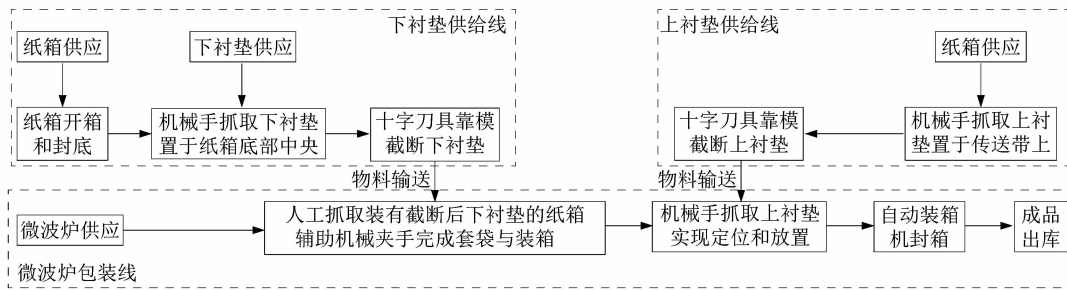 下衬垫供给线
纸箱供应
下衬垫供应
纸箱开箱
和封底
机械手抓取下衬垫
置于纸箱底部中央
十字刀具靠模
截断下衬垫
上衬垫供给线
纸箱供应
十字刀具靠模
截断上衬垫
机械手抓取上衬
垫置于传送带上
物料输送
物料输送
微波炉供应
人工抓取装有截断后下衬垫的纸箱
辅助机械夹手完成套袋与装箱
机械手抓取上衬垫
实现定位和放置
自动装箱
机封箱
成品
出库
微波炉包装线